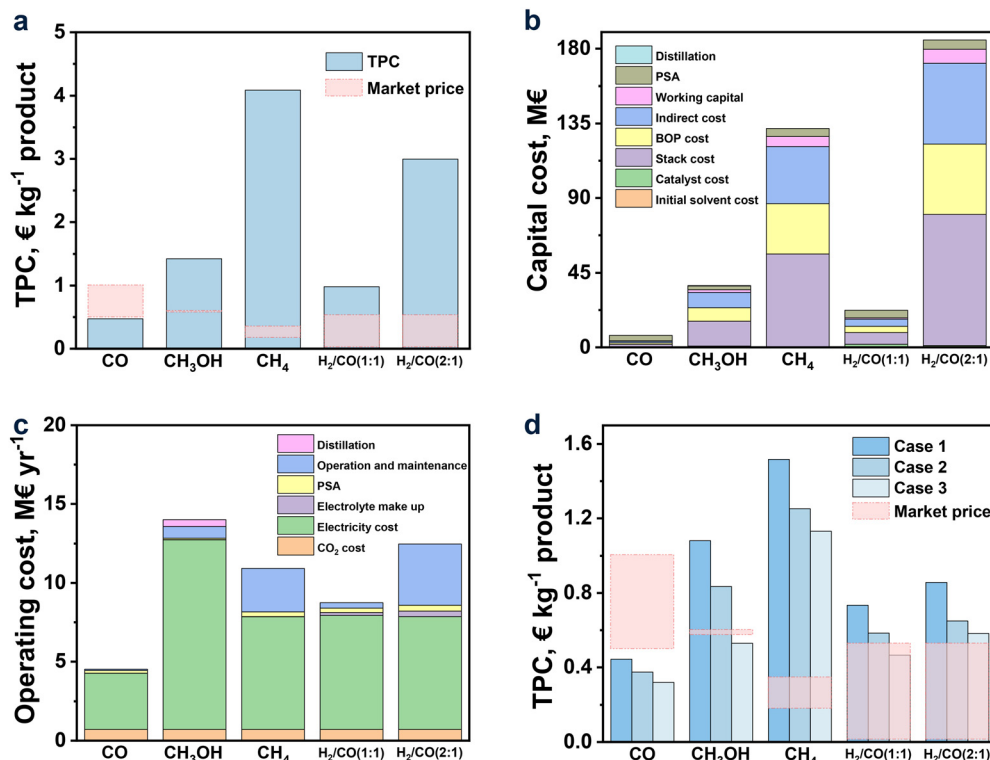 a
TPC, € kg⁻¹ product
5
4
3
2
1
0
TPC
Market price
CO
CH₃OH
CH₄
H₂/CO(1:1)
H₂/CO(2:1)
b
Capital cost, M€
180
135
90
45
0
Distillation
PSA
Working capital
Indirect cost
BOP cost
Stack cost
Catalyst cost
Initial solvent cost
CO
CH₃OH
CH₄
H₂/CO(1:1)
H₂/CO(2:1)
c
Operating cost, M€ yr⁻¹
20
15
10
5
0
Distillation
Operation and maintenance
PSA
Electrolyte make up
Electricity cost
CO₂ cost
CO
CH₃OH
CH₄
H₂/CO(1:1)
H₂/CO(2:1)
d
TPC, € kg⁻¹ product
1.6
1.2
0.8
0.4
0.0
Case 1
Case 2
Case 3
Market price
CO
CH₃OH
CH₄
H₂/CO(1:1)
H₂/CO(2:1)